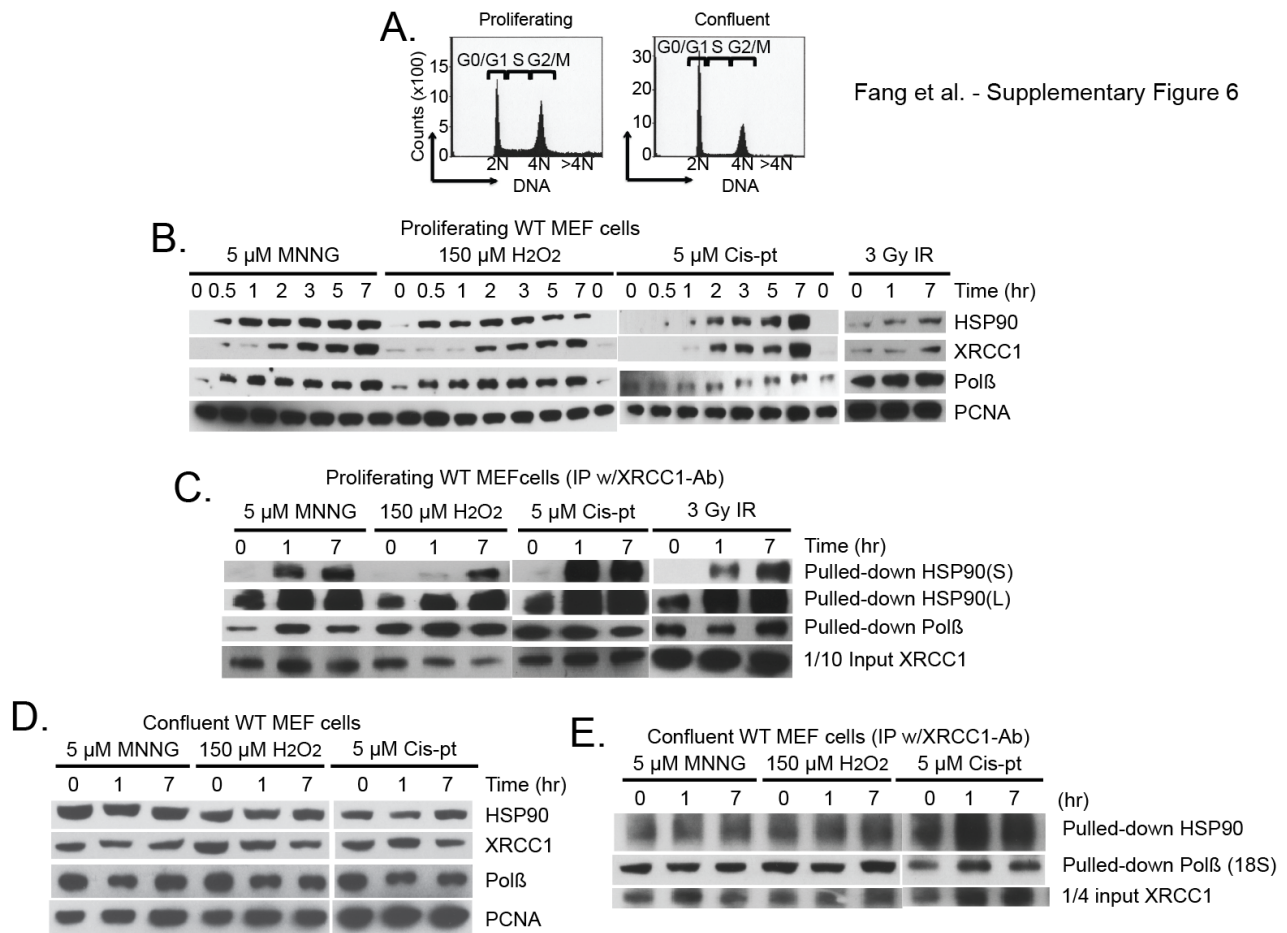 A.
Proliferating
Confluent
G0/G1 S G2/M
G0/G1 S G2/M
Counts (x100)
15
10
5
0
30
20
10
0
2N 4N >4N
2N 4N >4N
DNA
DNA
Fang et al. - Supplementary Figure 6
B.
Proliferating WT MEF cells
5 µM MNNG 150 µM H2O2 5 µM Cis-pt 3 Gy IR
0 0.5 1 2 3 5 7 0 0.5 1 2 3 5 7 0 0 0.5 1 2 3 5 7 0 0 1 7 Time (hr)
HSP90
XRCC1
Polß
PCNA
C.
Proliferating WT MEFcells (IP w/XRCC1-Ab)
5 µM MNNG 150 µM H2O2 5 µM Cis-pt 3 Gy IR
0 1 7 0 1 7 0 1 7 0 1 7 Time (hr)
Pulled-down HSP90(S)
Pulled-down HSP90(L)
Pulled-down Polß
1/10 Input XRCC1
D.
Confluent WT MEF cells
5 µM MNNG 150 µM H2O2 5 µM Cis-pt
0 1 7 0 1 7 0 1 7 Time (hr)
HSP90
XRCC1
Polß
PCNA
E.
Confluent WT MEF cells (IP w/XRCC1-Ab)
5 µM MNNG 150 µM H2O2 5 µM Cis-pt
0 1 7 0 1 7 0 1 7 (hr)
Pulled-down HSP90
Pulled-down Polß (18S)
1/4 input XRCC1